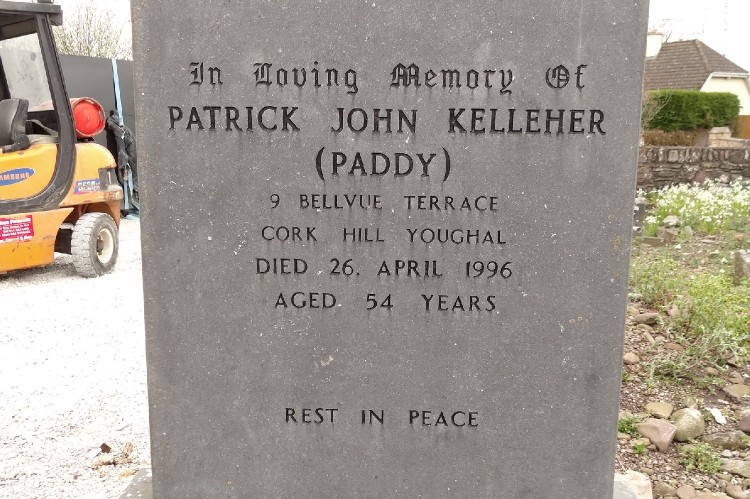 In Loving Memory Of
PATRICK JOHN KELLEHER
(PADDY)
9 BELLVUE TERRACE
CORK HILL YOUGHAL
DIED 26. APRIL 1996
AGED 54 YEARS
REST IN PEACE
SAMSUNG